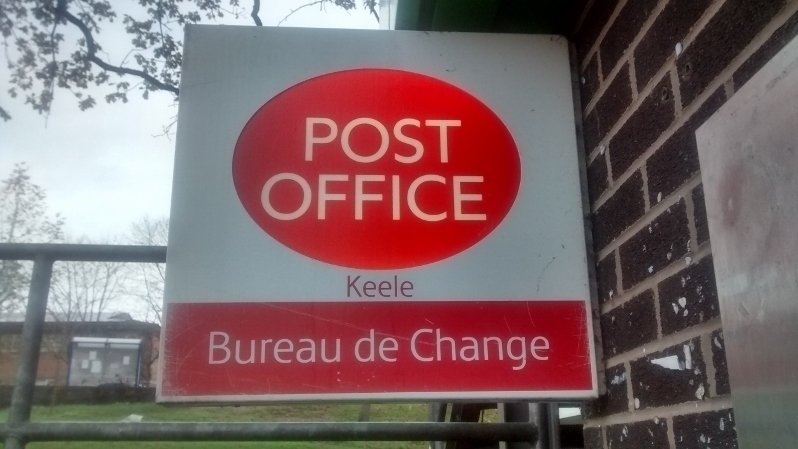 POST
OFFICE
Keele
Bureau de Change